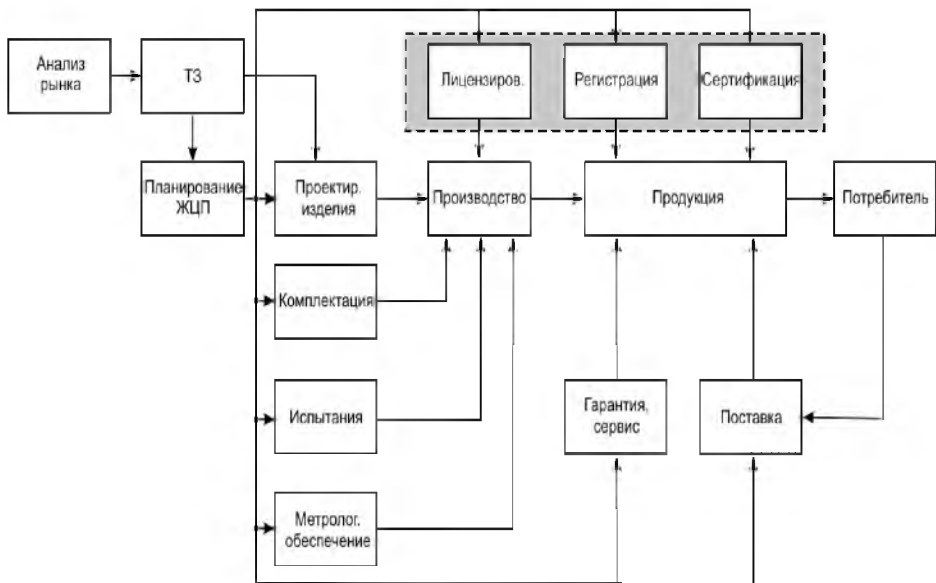 Анализ
рынка
ТЗ
Лицензиров.
Регистрация
Сертификация
Планирование
ЖЦП
Проектир.
изделия
Производство
Продукция
Потребитель
Комплектация
Испытания
Гарантия,
сервис
Поставка
Метролог.
обеспечение